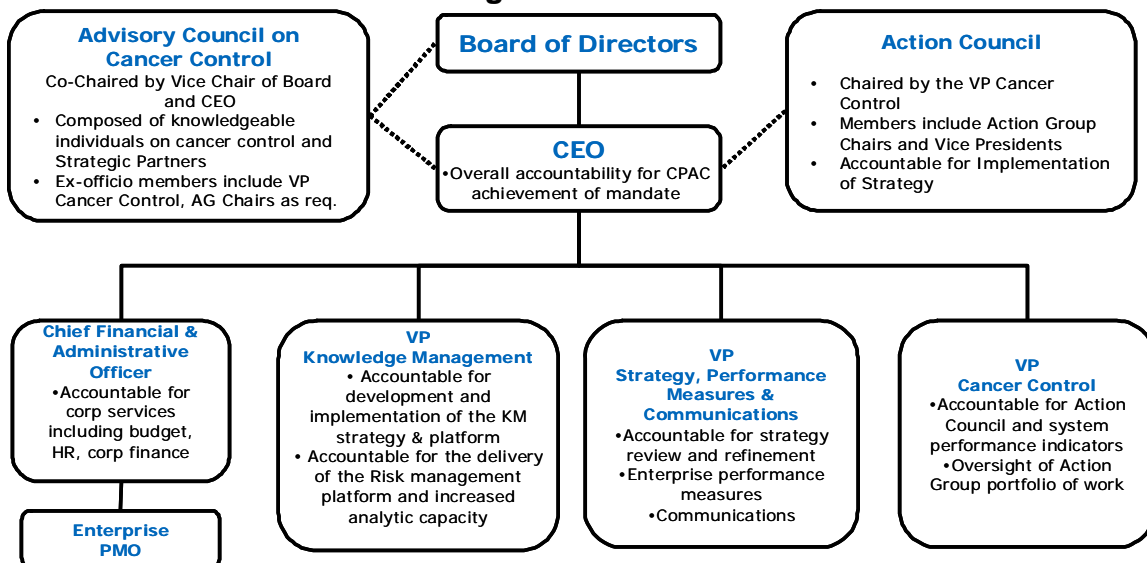 Advisory Council on
Cancer Control
Co-Chaired by Vice Chair of Board
and CEO
• Composed of knowledgeable
individuals on cancer control and
Strategic Partners
• Ex-officio members include VP
Cancer Control, AG Chairs as req.
Board of Directors
CEO
•Overall accountability for CPAC
achievement of mandate
Action Council
• Chaired by the VP Cancer
Control
• Members include Action Group
Chairs and Vice Presidents
• Accountable for Implementation
of Strategy
Chief Financial &
Administrative
Officer
•Accountable for
corp services
including budget,
HR, corp finance
Enterprise
PMO
VP
Knowledge Management
• Accountable for
development and
implementation of the KM
strategy & platform
• Accountable for the delivery
of the Risk management
platform and increased
analytic capacity
VP
Strategy, Performance
Measures &
Communications
•Accountable for strategy
review and refinement
•Enterprise performance
measures
•Communications
VP
Cancer Control
•Accountable for Action
Council and system
performance indicators
•Oversight of Action
Group portfolio of work